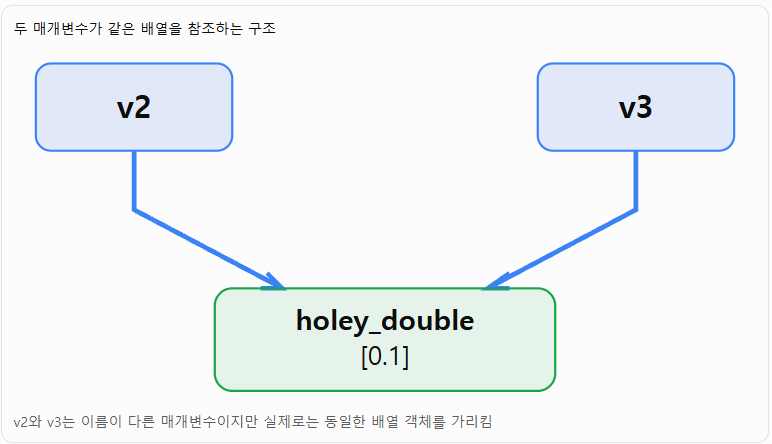 두 매개변수가 같은 배열을 참조하는 구조
v2
v3
holey_double
[0.1]
v2와 v3는 이름이 다른 매개변수이지만 실제로는 동일한 배열 객체를 가리킴